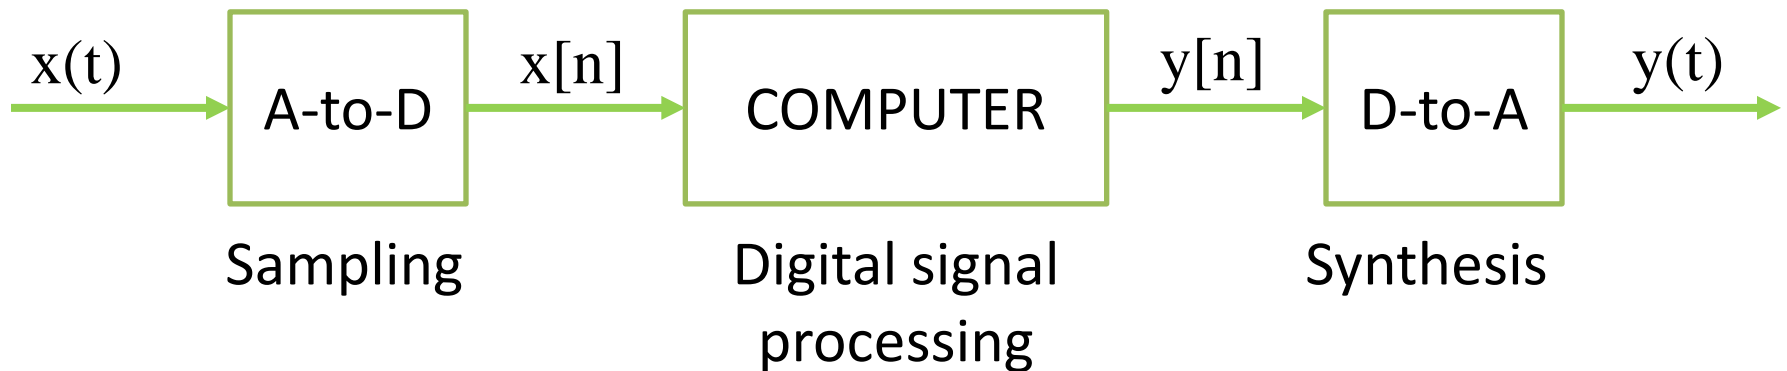 x(t)
A-to-D
x[n]
COMPUTER
y[n]
D-to-A
y(t)
Sampling
Digital signal
processing
Synthesis